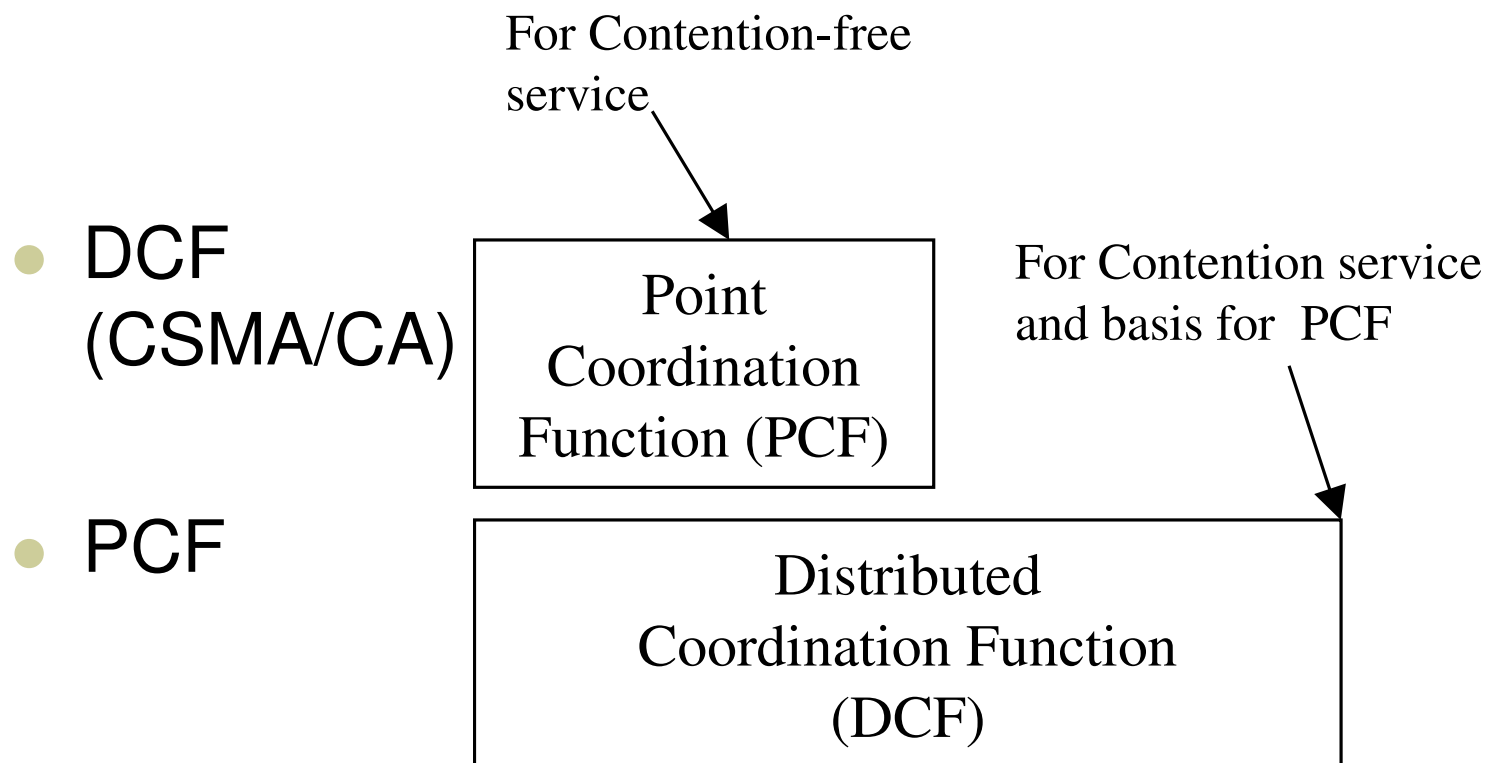 For Contention-free
service
DCF
(CSMA/CA)
Point
Coordination
Function (PCF)
For Contention service
and basis for PCF
PCF
Distributed
Coordination Function
(DCF)